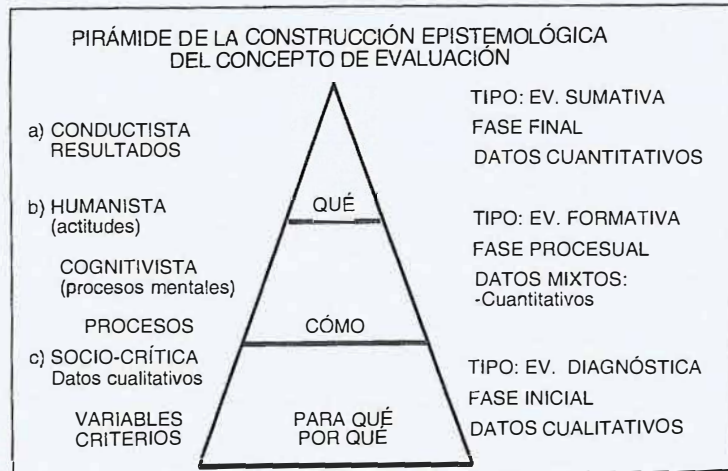 PIRÁMIDE DE LA CONSTRUCCIÓN EPISTEMOLÓGICA
DEL CONCEPTO DE EVALUACIÓN
a) CONDUCTISTA
RESULTADOS
TIPO: EV. SUMATIVA
FASE FINAL
DATOS CUANTITATIVOS
QUÉ
b) HUMANISTA
(actitudes)
COGNITIVISTA
(procesos mentales)
PROCESOS
TIPO: EV. FORMATIVA
FASE PROCESUAL
DATOS MIXTOS:
-Cuantitativos
CÓMO
c) SOCIO-CRÍTICA
Datos cualitativos
VARIABLES
CRITERIOS
PARA QUÉ
POR QUÉ
TIPO: EV. DIAGNÓSTICA
FASE INICIAL
DATOS CUALITATIVOS